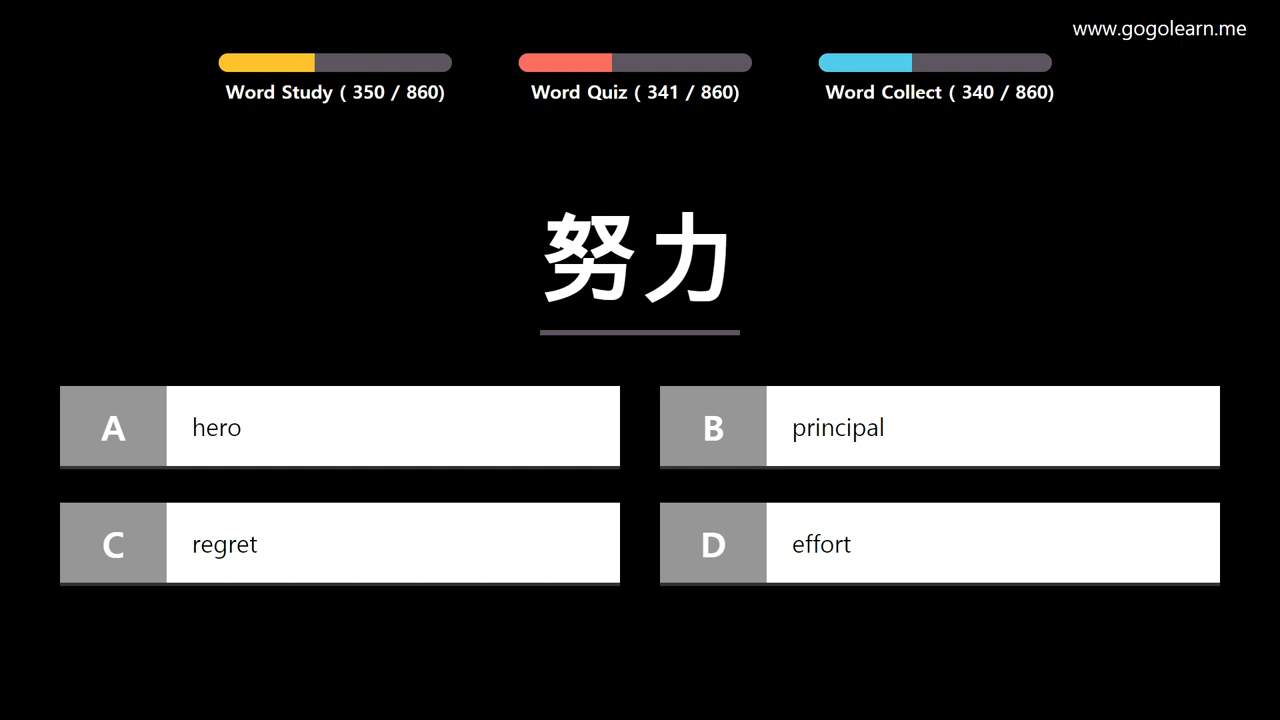 www.gogolearn.me
Word Study ( 350 / 860)
Word Quiz ( 341 / 860)
Word Collect ( 340 / 860)
努力
A hero
B principal
C regret
D effort